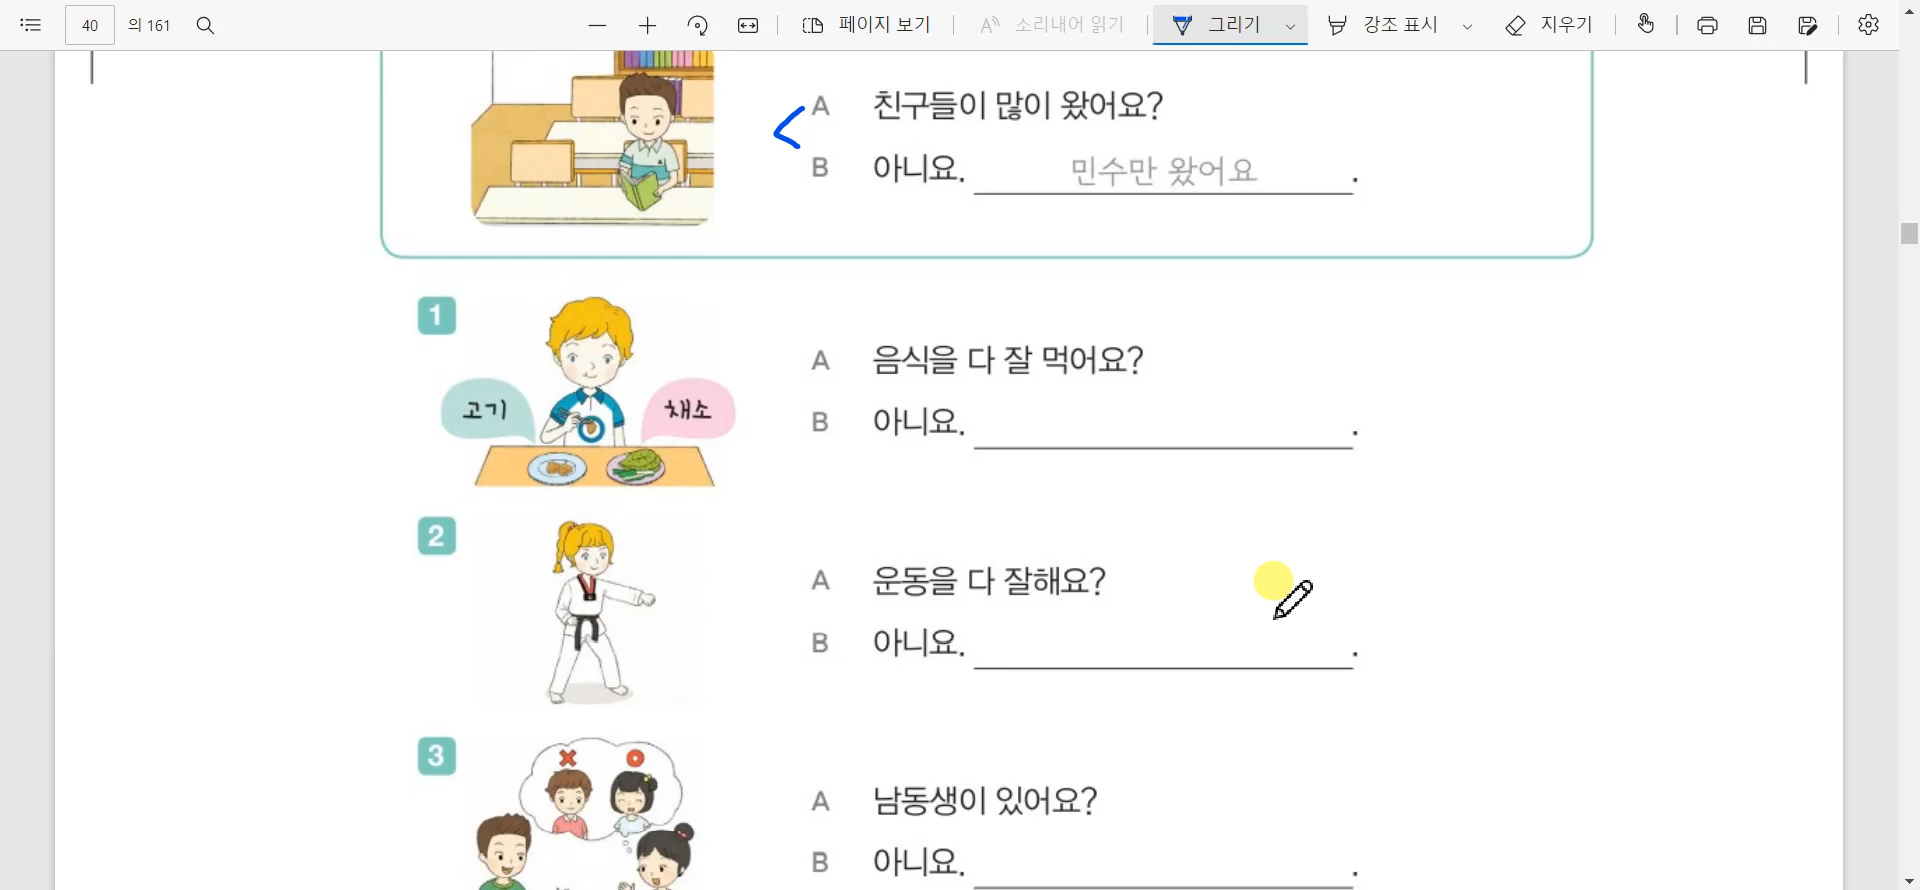 40 의 161 페이지 보기 소리내어 읽기 그리기 강조 표시 지우기
A 친구들이 많이 왔어요?
B 아니요. 민수만 왔어요.
1
고기 채소
A 음식을 다 잘 먹어요?
B 아니요. .
2
A 운동을 다 잘해요?
B 아니요. .
3
A 남동생이 있어요?
B 아니요. .